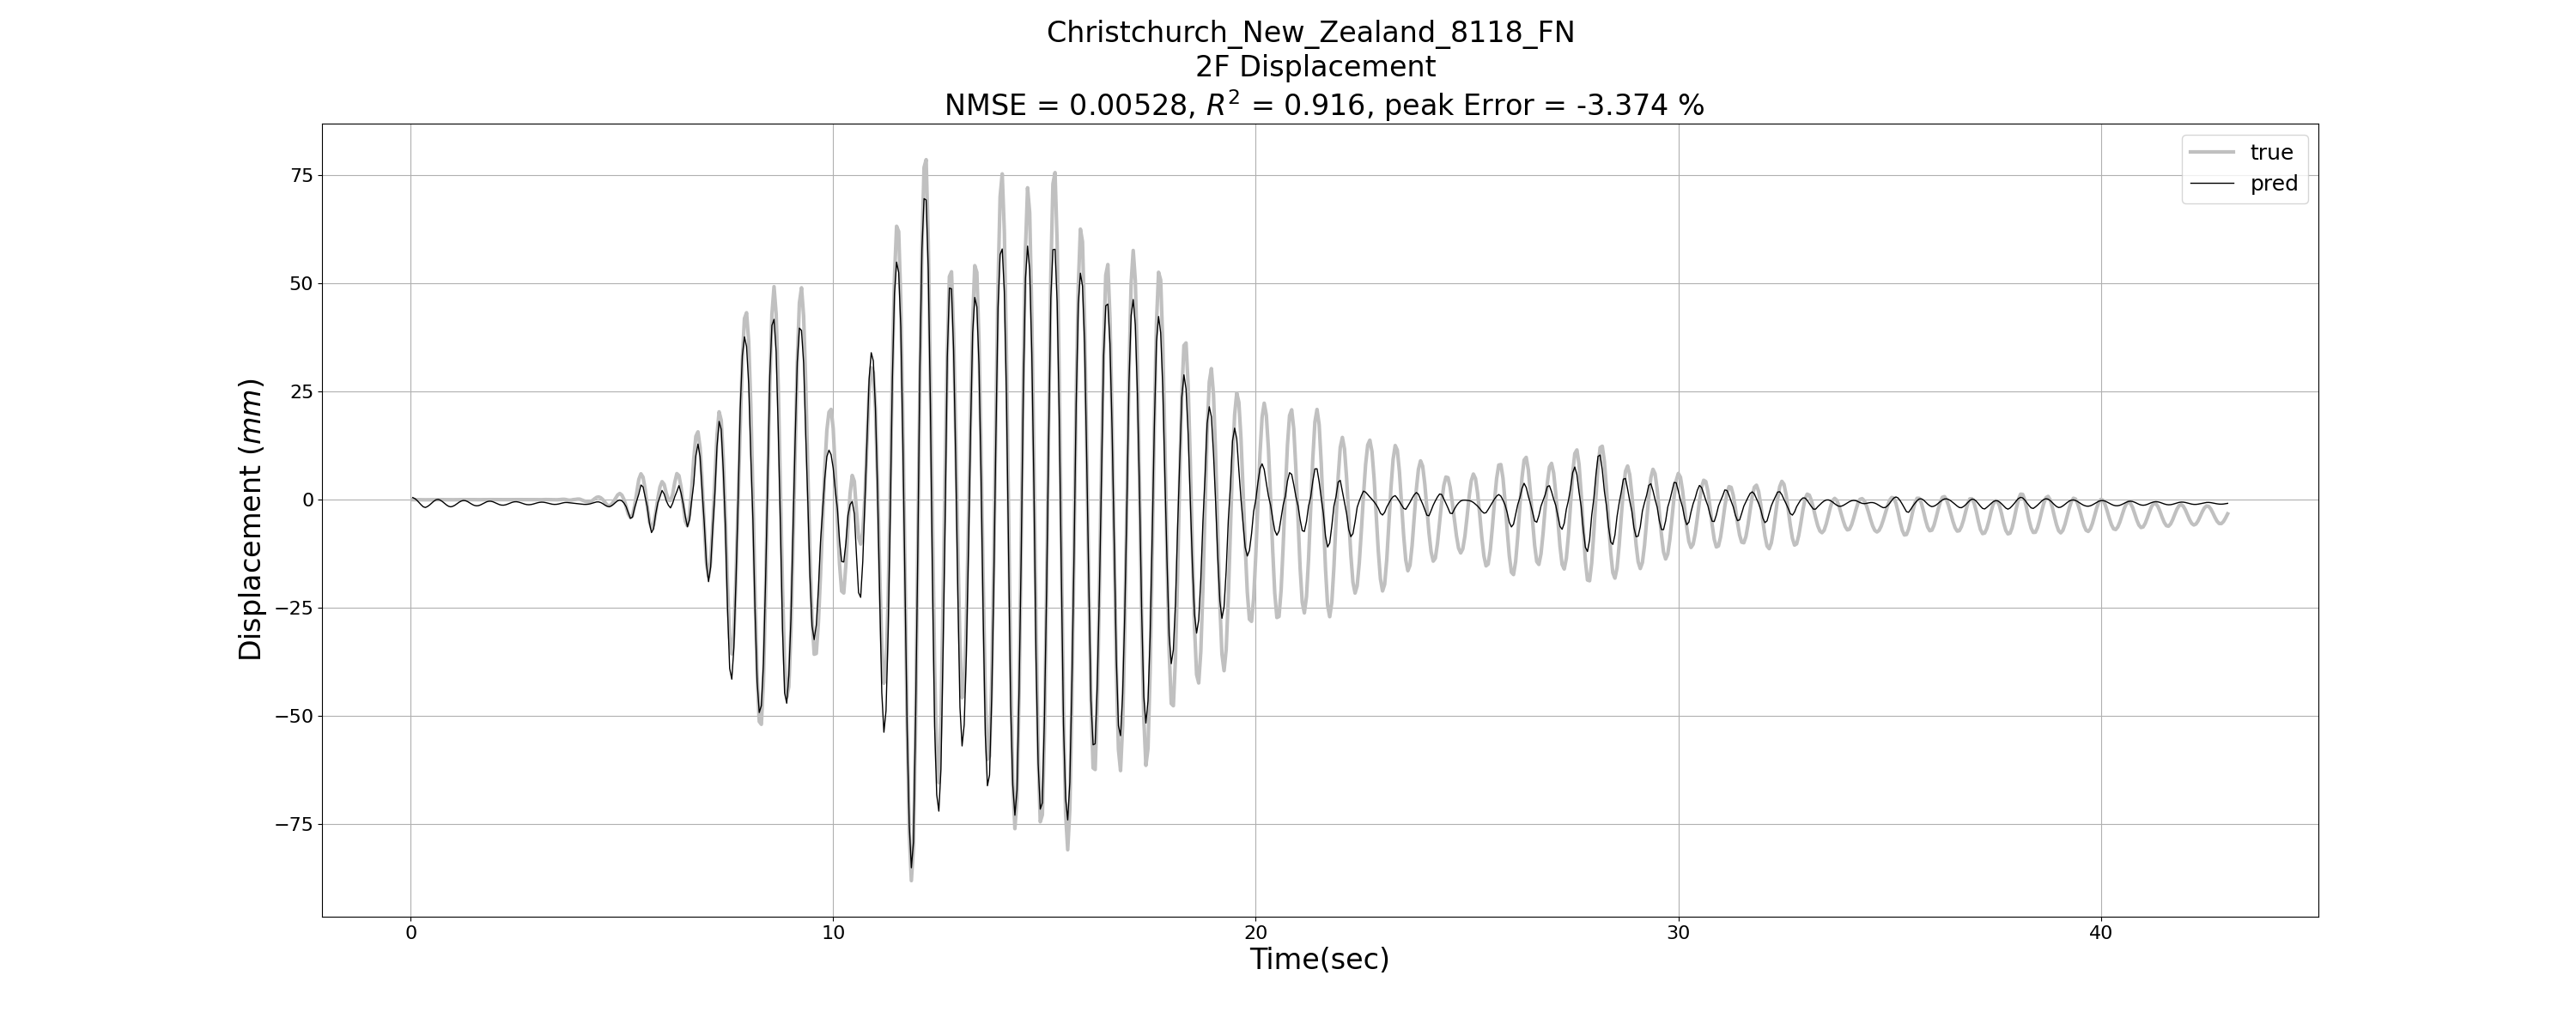 Christchurch_New_Zealand_8118_FN
2F Displacement
NMSE = 0.00528, R² = 0.916, peak Error = -3.374 %
true
pred
75
50
25
0
−25
−50
−75
Displacement (mm)
0 10 20 30 40
Time(sec)